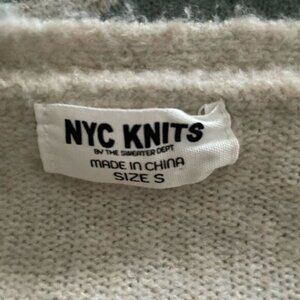 NYC KNITS
BY THE SWEATER DEPT
MADE IN CHINA
SIZE S